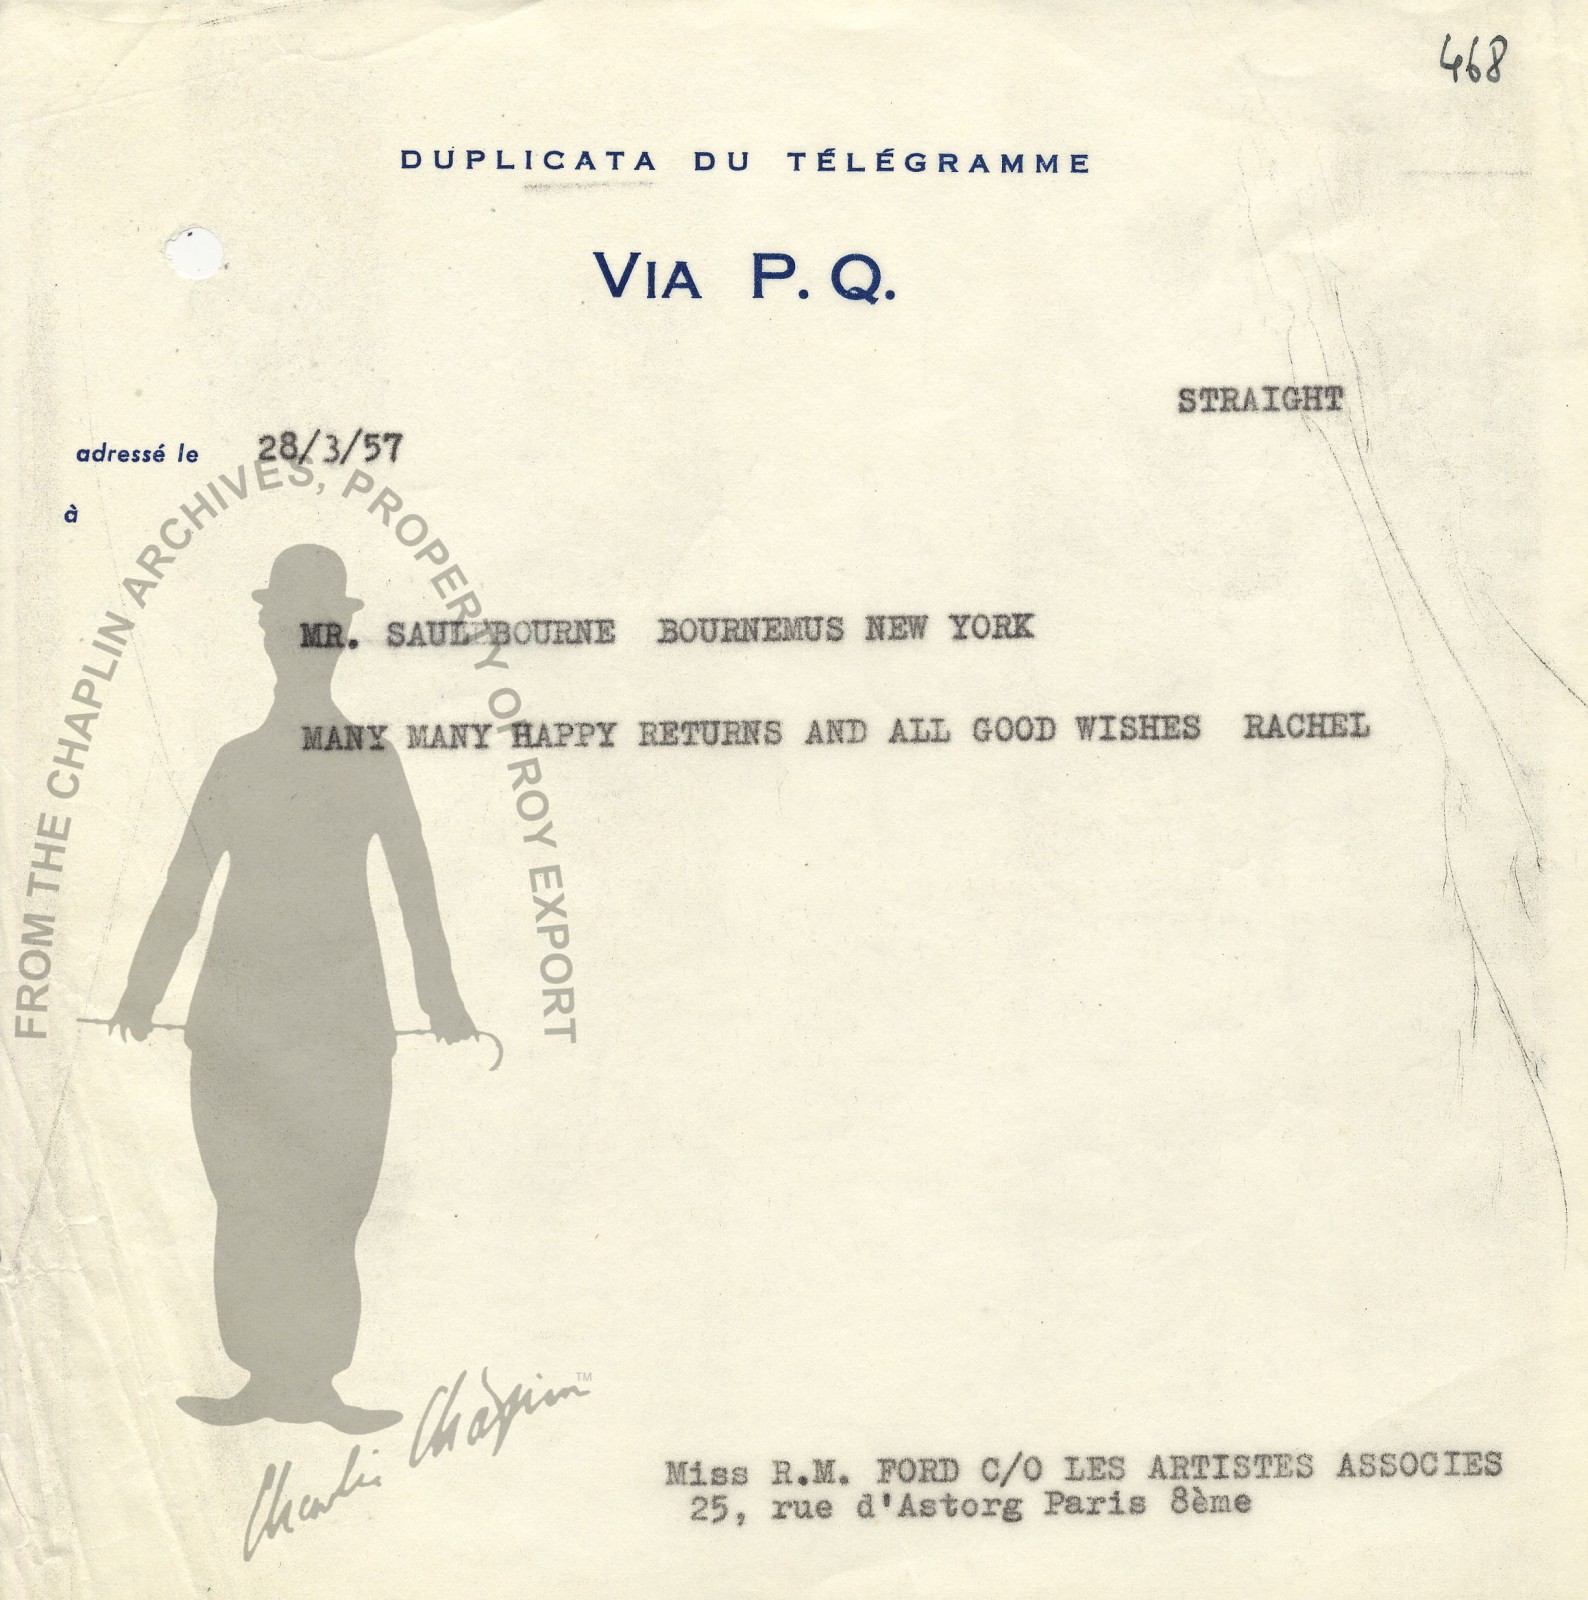 468
DUPLICATA DU TÉLÉGRAMME
VIA P. Q.
STRAIGHT
adressé le 28/3/57
à
MR. SAUL BOURNE BOURNEMUS NEW YORK
MANY MANY HAPPY RETURNS AND ALL GOOD WISHES RACHEL
FROM THE CHAPLIN ARCHIVES, PROPERTY OF ROY EXPORT
Charlie Chaplin™
Miss R.M. FORD C/O LES ARTISTES ASSOCIES
25, rue d'Astorg Paris 8ème